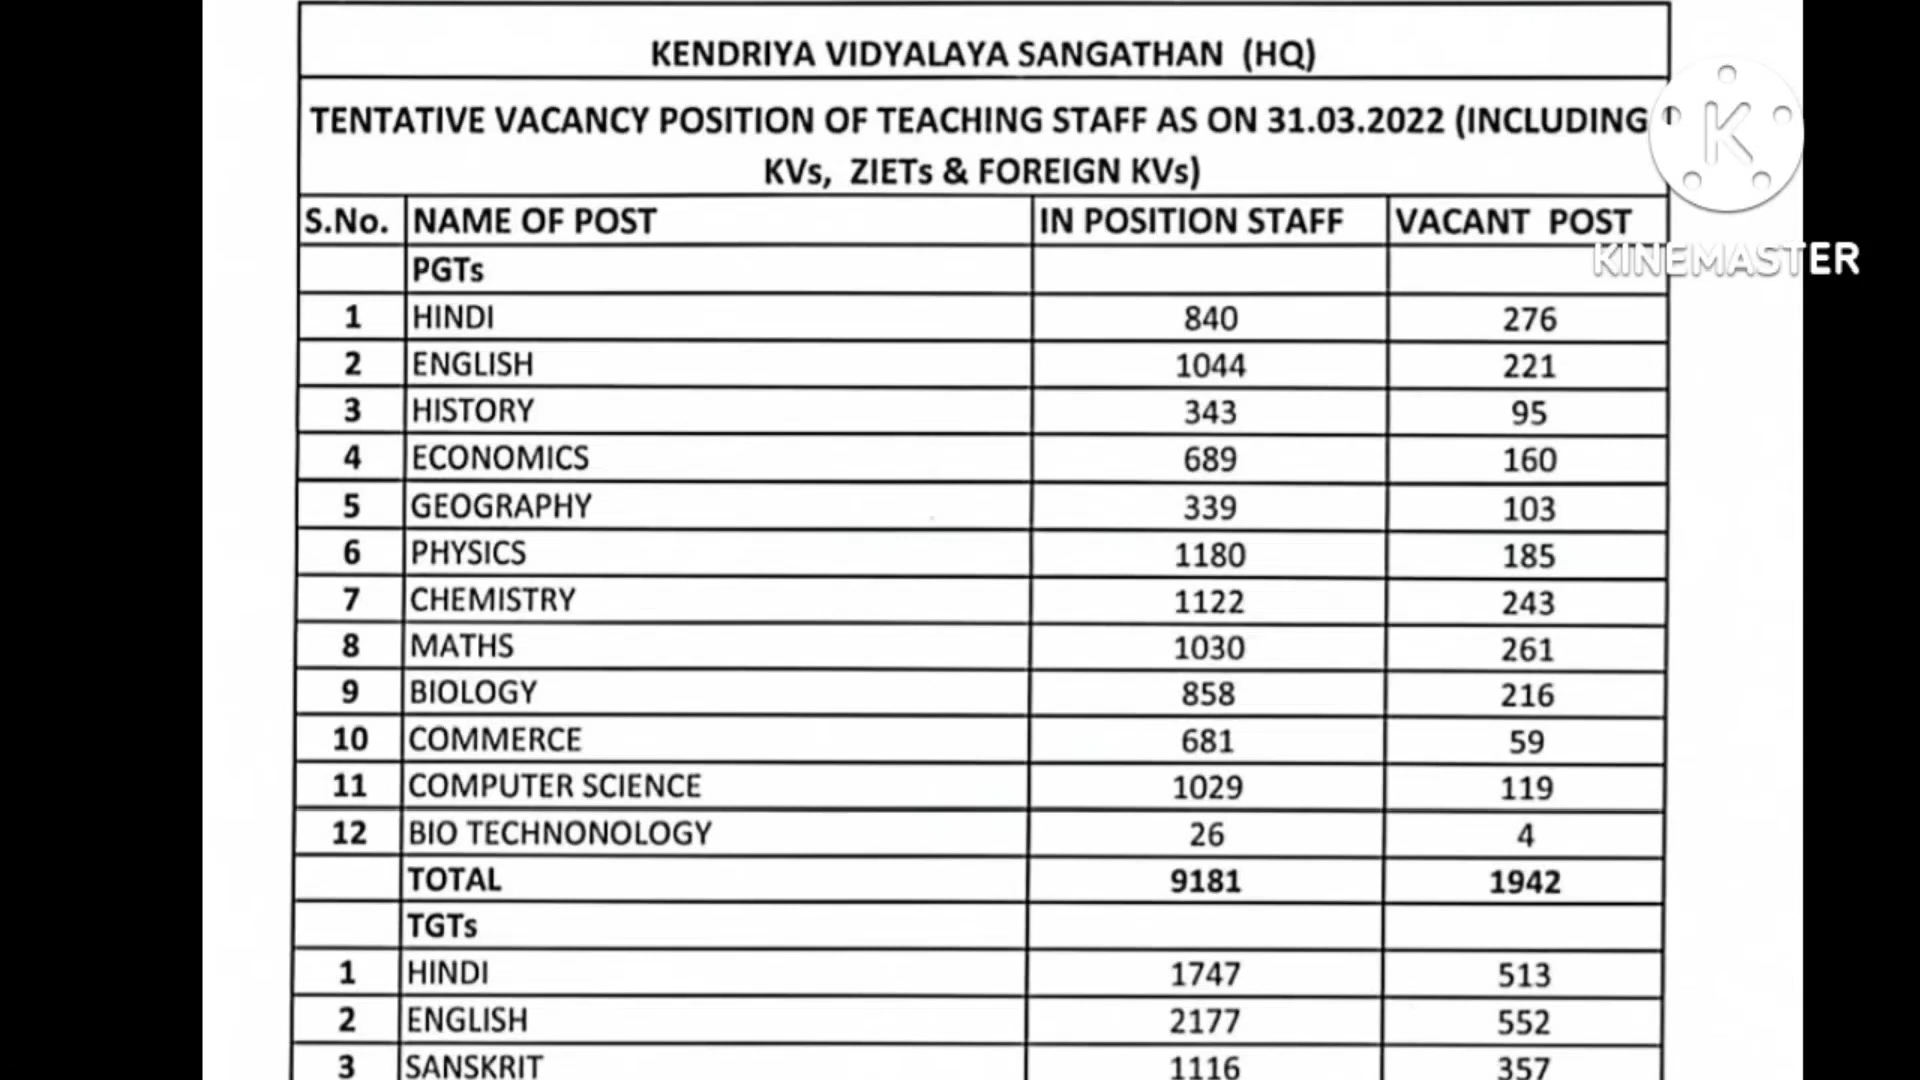 KENDRIYA VIDYALAYA SANGATHAN (HQ)
TENTATIVE VACANCY POSITION OF TEACHING STAFF AS ON 31.03.2022 (INCLUDING
KVs, ZIETs & FOREIGN KVs)
S.No. NAME OF POST IN POSITION STAFF VACANT POST
KINEMASTER
PGTs
1 HINDI 840 276
2 ENGLISH 1044 221
3 HISTORY 343 95
4 ECONOMICS 689 160
5 GEOGRAPHY 339 103
6 PHYSICS 1180 185
7 CHEMISTRY 1122 243
8 MATHS 1030 261
9 BIOLOGY 858 216
10 COMMERCE 681 59
11 COMPUTER SCIENCE 1029 119
12 BIO TECHNONOLOGY 26 4
TOTAL 9181 1942
TGTs
1 HINDI 1747 513
2 ENGLISH 2177 552
3 SANSKRIT 1116 357